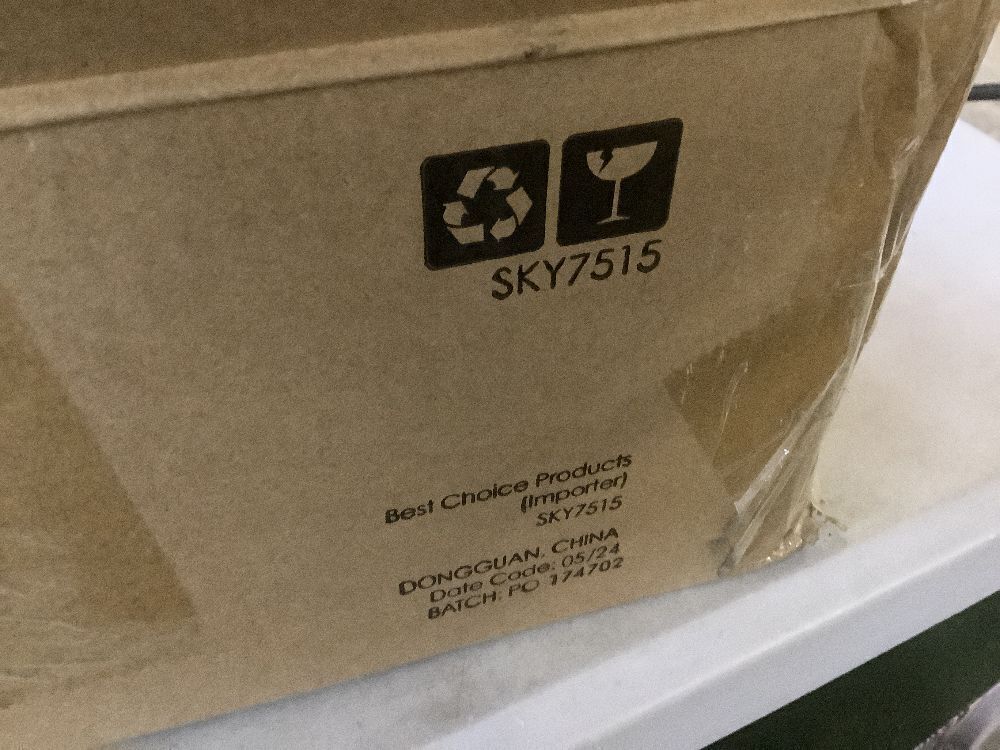 SKY7515
Best Choice Products
(Importer)
SKY7515
DONGGUAN, CHINA
Date Code: 05/24
BATCH: PO 174702